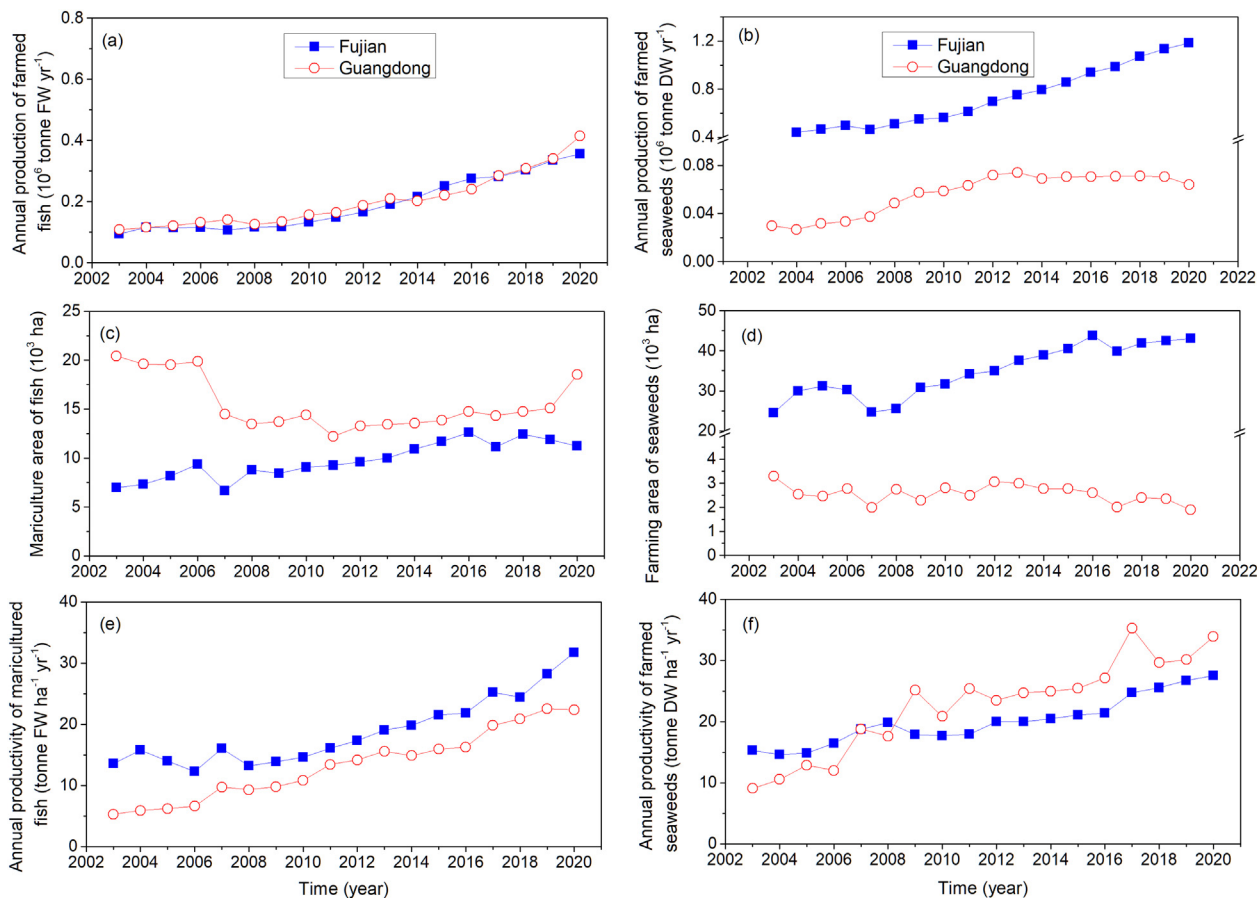 (a)
Fujian
Guangdong
Annual production of farmed
fish (10⁶ tonne FW yr⁻¹)
0.8
0.6
0.4
0.2
0.0
2002 2004 2006 2008 2010 2012 2014 2016 2018 2020
(b)
Fujian
Guangdong
Annual production of farmed
seaweeds (10⁶ tonne DW yr⁻¹)
1.2
0.8
0.4
0.08
0.04
0.00
2002 2004 2006 2008 2010 2012 2014 2016 2018 2020 2022
(c)
Mariculture area of fish (10³ ha)
25
20
15
10
5
0
2002 2004 2006 2008 2010 2012 2014 2016 2018 2020
(d)
Farming area of seaweeds (10³ ha)
50
40
30
20
5
4
3
2
1
0
2002 2004 2006 2008 2010 2012 2014 2016 2018 2020 2022
(e)
Annual productivity of maricultured
fish (tonne FW ha⁻¹ yr⁻¹)
40
30
20
10
0
2002 2004 2006 2008 2010 2012 2014 2016 2018 2020
Time (year)
(f)
Annual productivity of farmed
seaweeds (tonne DW ha⁻¹ yr⁻¹)
40
30
20
10
0
2002 2004 2006 2008 2010 2012 2014 2016 2018 2020
Time (year)